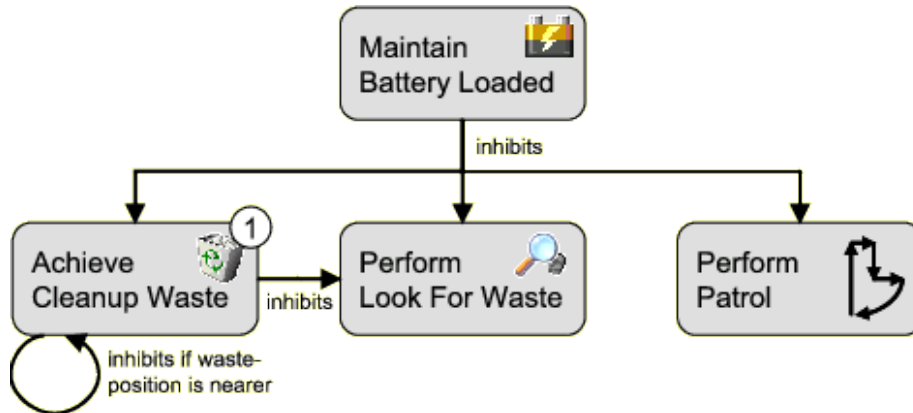 Maintain
Battery Loaded
inhibits
1
Achieve
Cleanup Waste
inhibits
Perform
Look For Waste
Perform
Patrol
inhibits if waste-
position is nearer